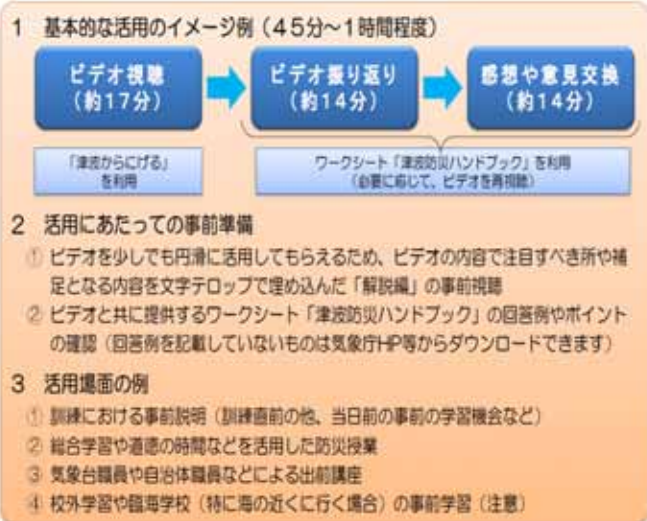 1 基本的な活用のイメージ例（45分～1時間程度）
ビデオ視聴
（約17分）
ビデオ振り返り
（約14分）
感想や意見交換
（約14分）
「津波からにげる」
を利用
ワークシート「津波防災ハンドブック」を利用
（必要に応じて、ビデオを再視聴）
2 活用にあたっての事前準備
① ビデオを少しでも円滑に活用してもらえるため、ビデオの内容で注目すべき所や補
足となる内容を文字テロップで埋め込んだ「解説編」の事前視聴
② ビデオと共に提供するワークシート「津波防災ハンドブック」の回答例やポイント
の確認（回答例を記載していないものは気象庁HP等からダウンロードできます）
3 活用場面の例
① 訓練における事前説明（訓練直前の他、当日前の事前の学習機会など）
② 総合学習や道徳の時間などを活用した防災授業
③ 気象台職員や自治体職員などによる出前講座
④ 校外学習や臨海学校（特に海の近くに行く場合）の事前学習（注意）